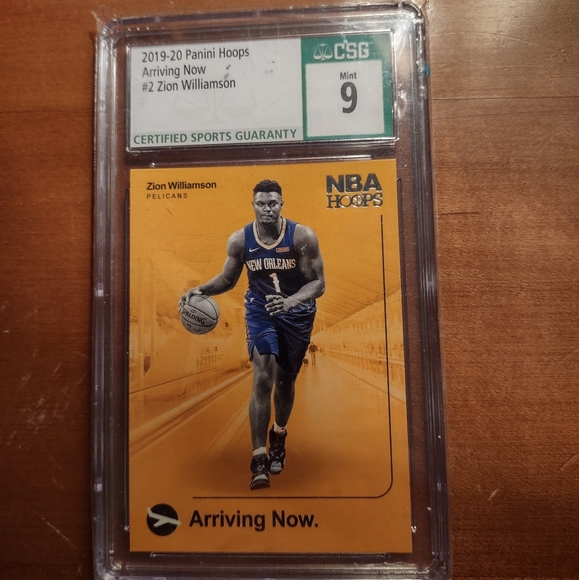 2019-20 Panini Hoops
Arriving Now
#2 Zion Williamson
CSG
Mint
9
CERTIFIED SPORTS GUARANTY
Zion Williamson
PELICANS
NBA
HOOPS
NEW ORLEANS
1
SPALDING
Arriving Now.